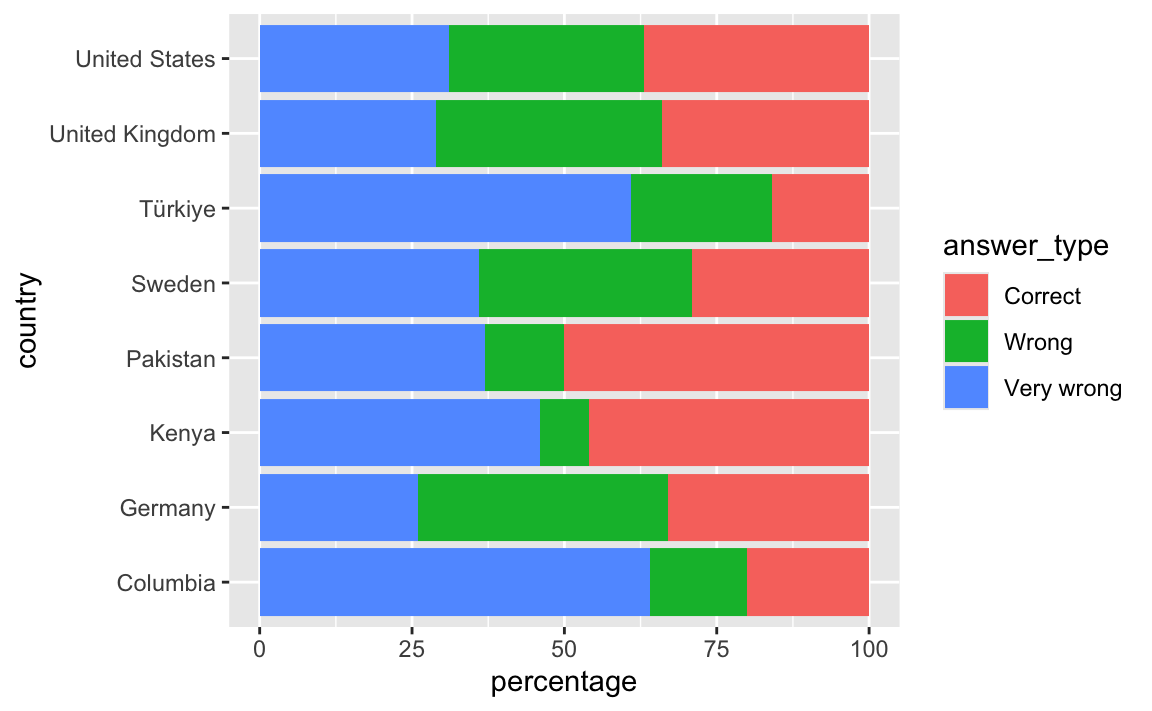 United States
United Kingdom
Türkiye
Sweden
Pakistan
Kenya
Germany
Columbia
country
0 25 50 75 100
percentage
answer_type
Correct
Wrong
Very wrong